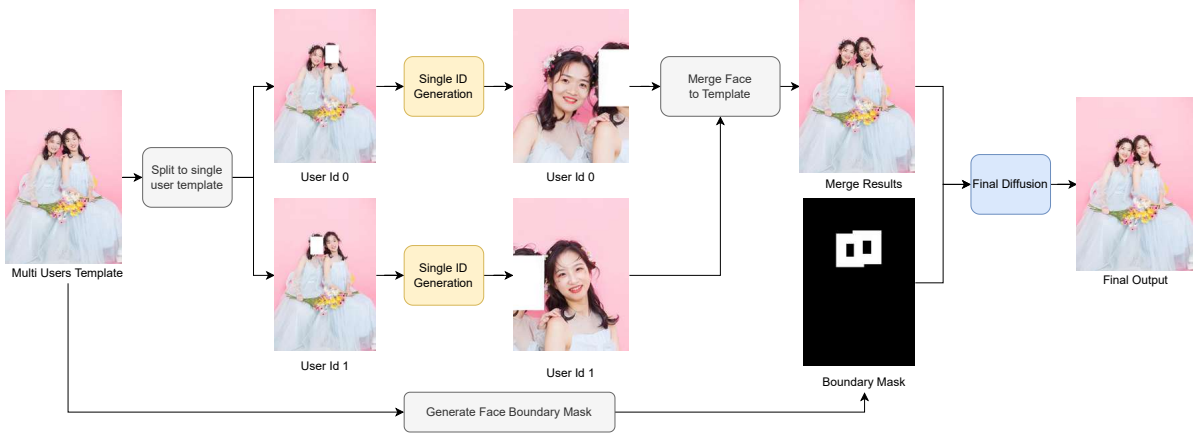 Multi Users Template
Split to single
user template
User Id 0
User Id 1
Single ID
Generation
Single ID
Generation
User Id 0
User Id 1
Merge Face
to Template
Merge Results
Generate Face Boundary Mask
Boundary Mask
Final Diffusion
Final Output